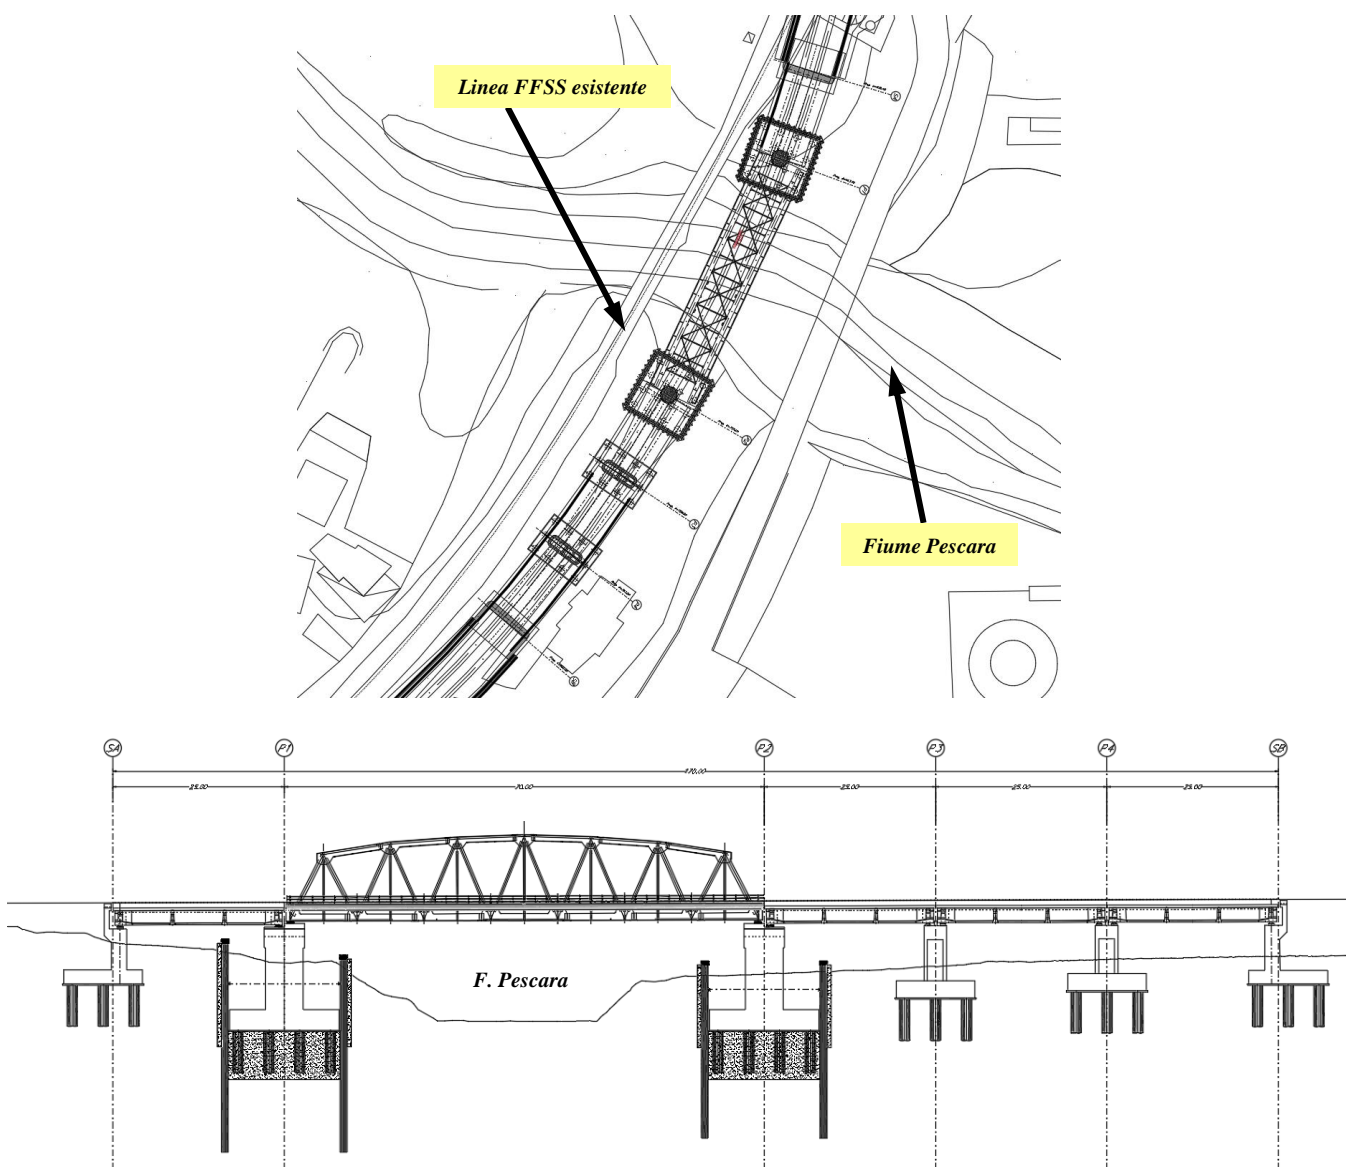 Linea FFSS esistente
Fiume Pescara
SA
P1
P2
P3
P4
SB
170.00
25.00
70.00
25.00
25.00
25.00
F. Pescara